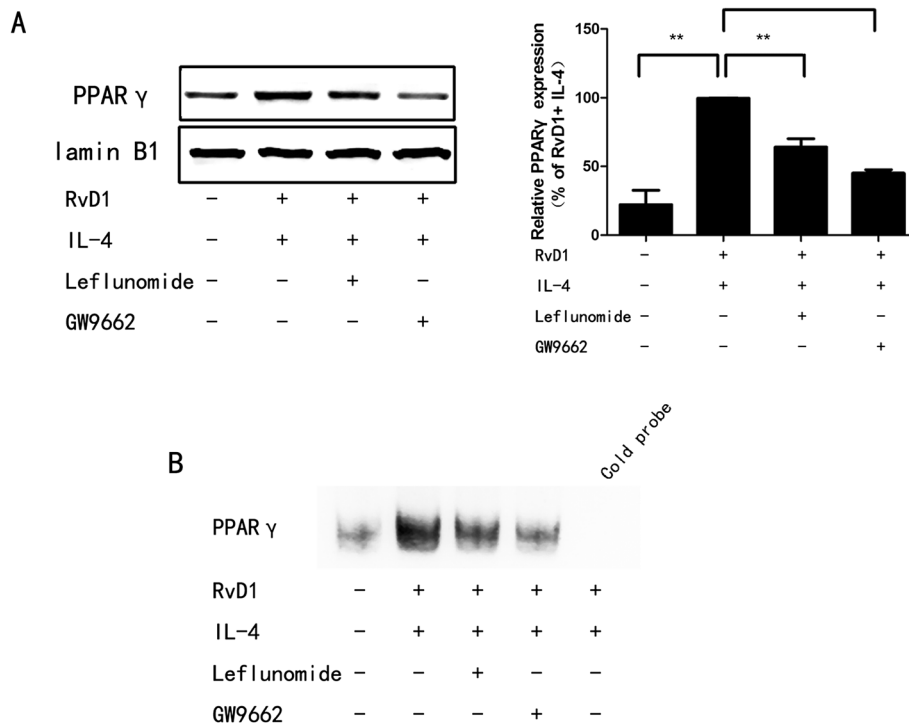 A
PPAR γ
lamin B1
RvD1 − + + +
IL-4 − + + +
Leflunomide − − + −
GW9662 − − − +
Relative PPARγ expression
(% of RvD1+ IL-4)
150
100
50
0
** **
RvD1 − + + +
IL-4 − + + +
Leflunomide − − + −
GW9662 − − − +
B
Cold probe
PPAR γ
RvD1 − + + + +
IL-4 − + + + +
Leflunomide − − + − −
GW9662 − − − + −